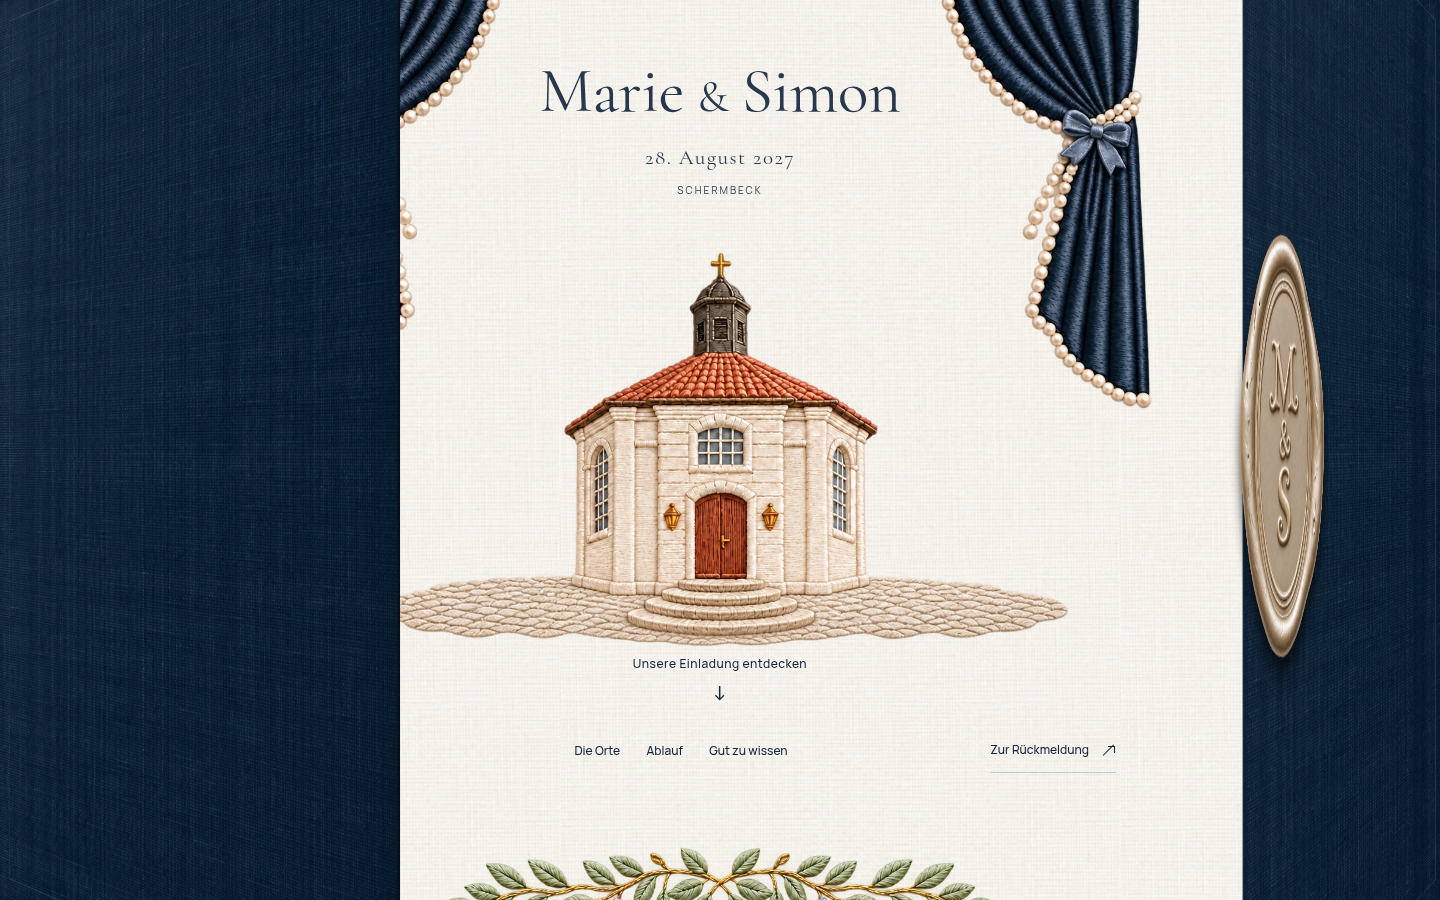 Marie & Simon
28. August 2027
SCHERMBECK
Unsere Einladung entdecken
Die Orte Ablauf Gut zu wissen Zur Rückmeldung
M
&
S